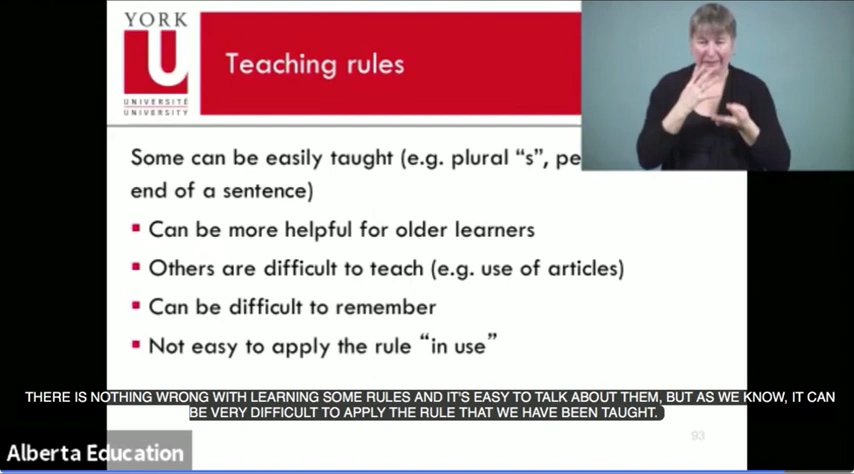 YORK
U
UNIVERSITÉ
UNIVERSITY
Teaching rules
Some can be easily taught (e.g. plural “s”,
end of a sentence)
Can be more helpful for older learners
Others are difficult to teach (e.g. use of articles)
Can be difficult to remember
Not easy to apply the rule “in use”
THERE IS NOTHING WRONG WITH LEARNING SOME RULES AND IT'S EASY TO TALK ABOUT THEM, BUT AS WE KNOW, IT CAN
BE VERY DIFFICULT TO APPLY THE RULE THAT WE HAVE BEEN TAUGHT.
93
Alberta Education